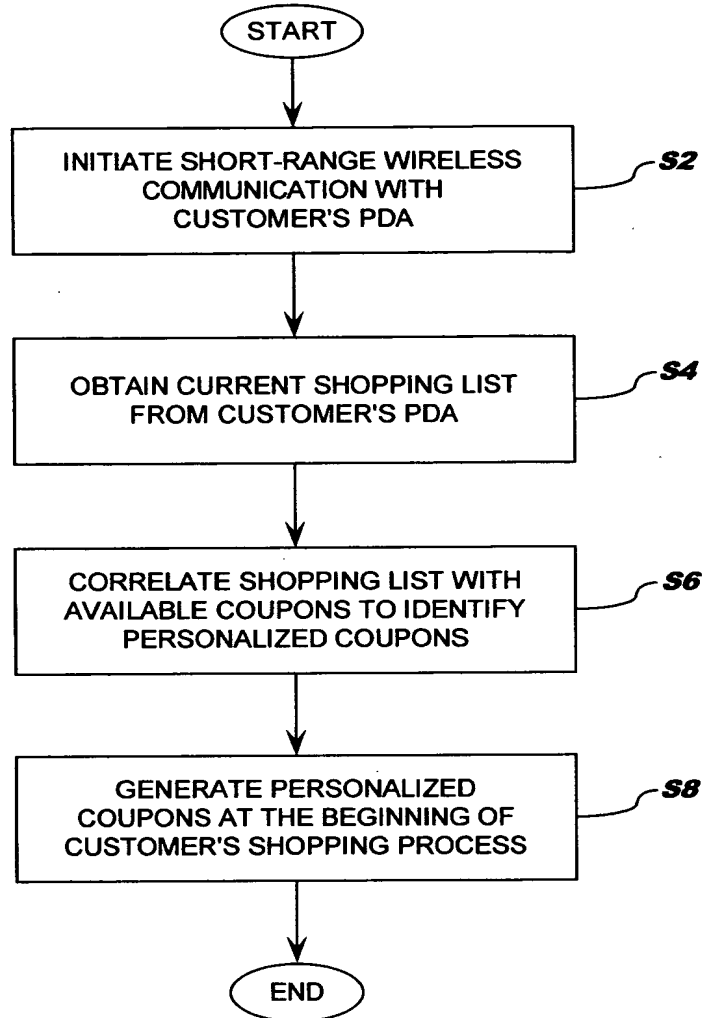 START
INITIATE SHORT-RANGE WIRELESS
COMMUNICATION WITH
CUSTOMER'S PDA
S2
OBTAIN CURRENT SHOPPING LIST
FROM CUSTOMER'S PDA
S4
CORRELATE SHOPPING LIST WITH
AVAILABLE COUPONS TO IDENTIFY
PERSONALIZED COUPONS
S6
GENERATE PERSONALIZED
COUPONS AT THE BEGINNING OF
CUSTOMER'S SHOPPING PROCESS
S8
END